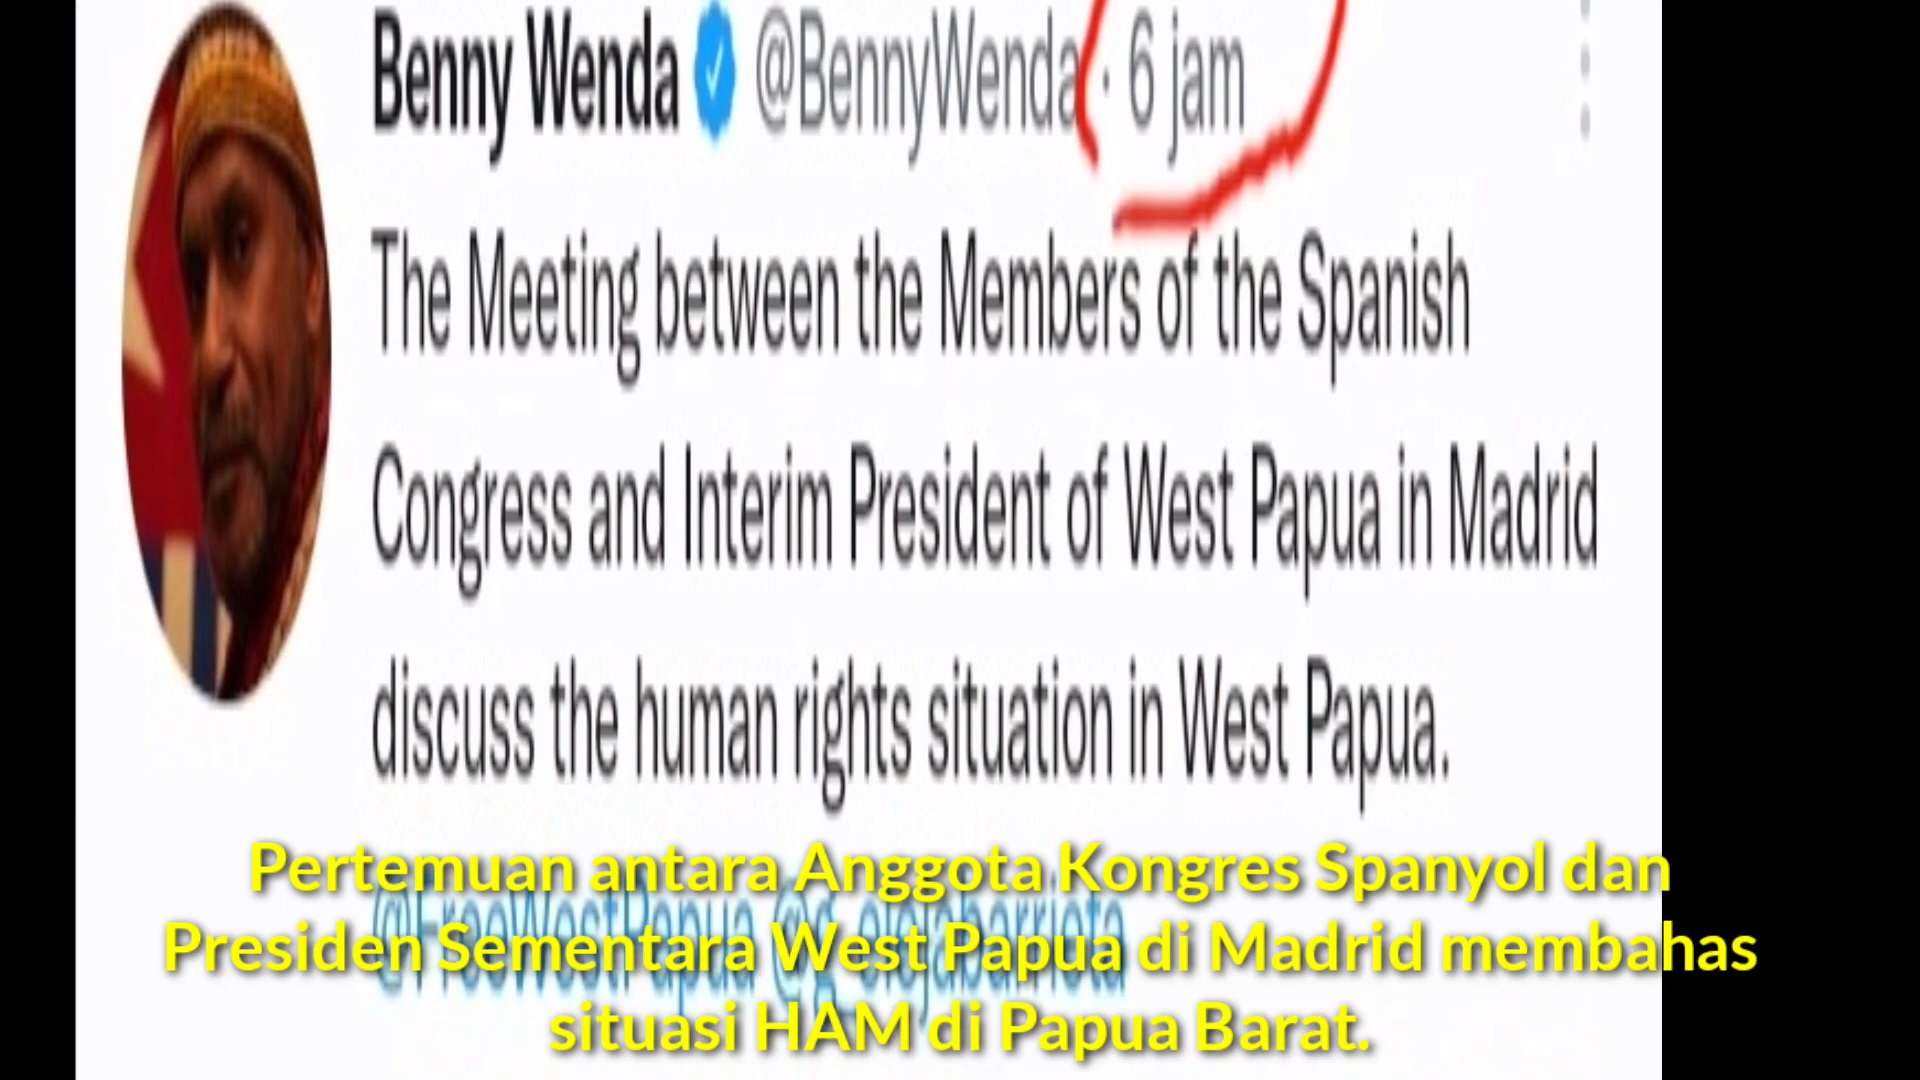 Benny Wenda @BennyWenda · 6 jam
The Meeting between the Members of the Spanish
Congress and Interim President of West Papua in Madrid
discuss the human rights situation in West Papua.
@FreeWestPapua
Pertemuan antara Anggota Kongres Spanyol dan
Presiden Sementara West Papua di Madrid membahas
situasi HAM di Papua Barat.